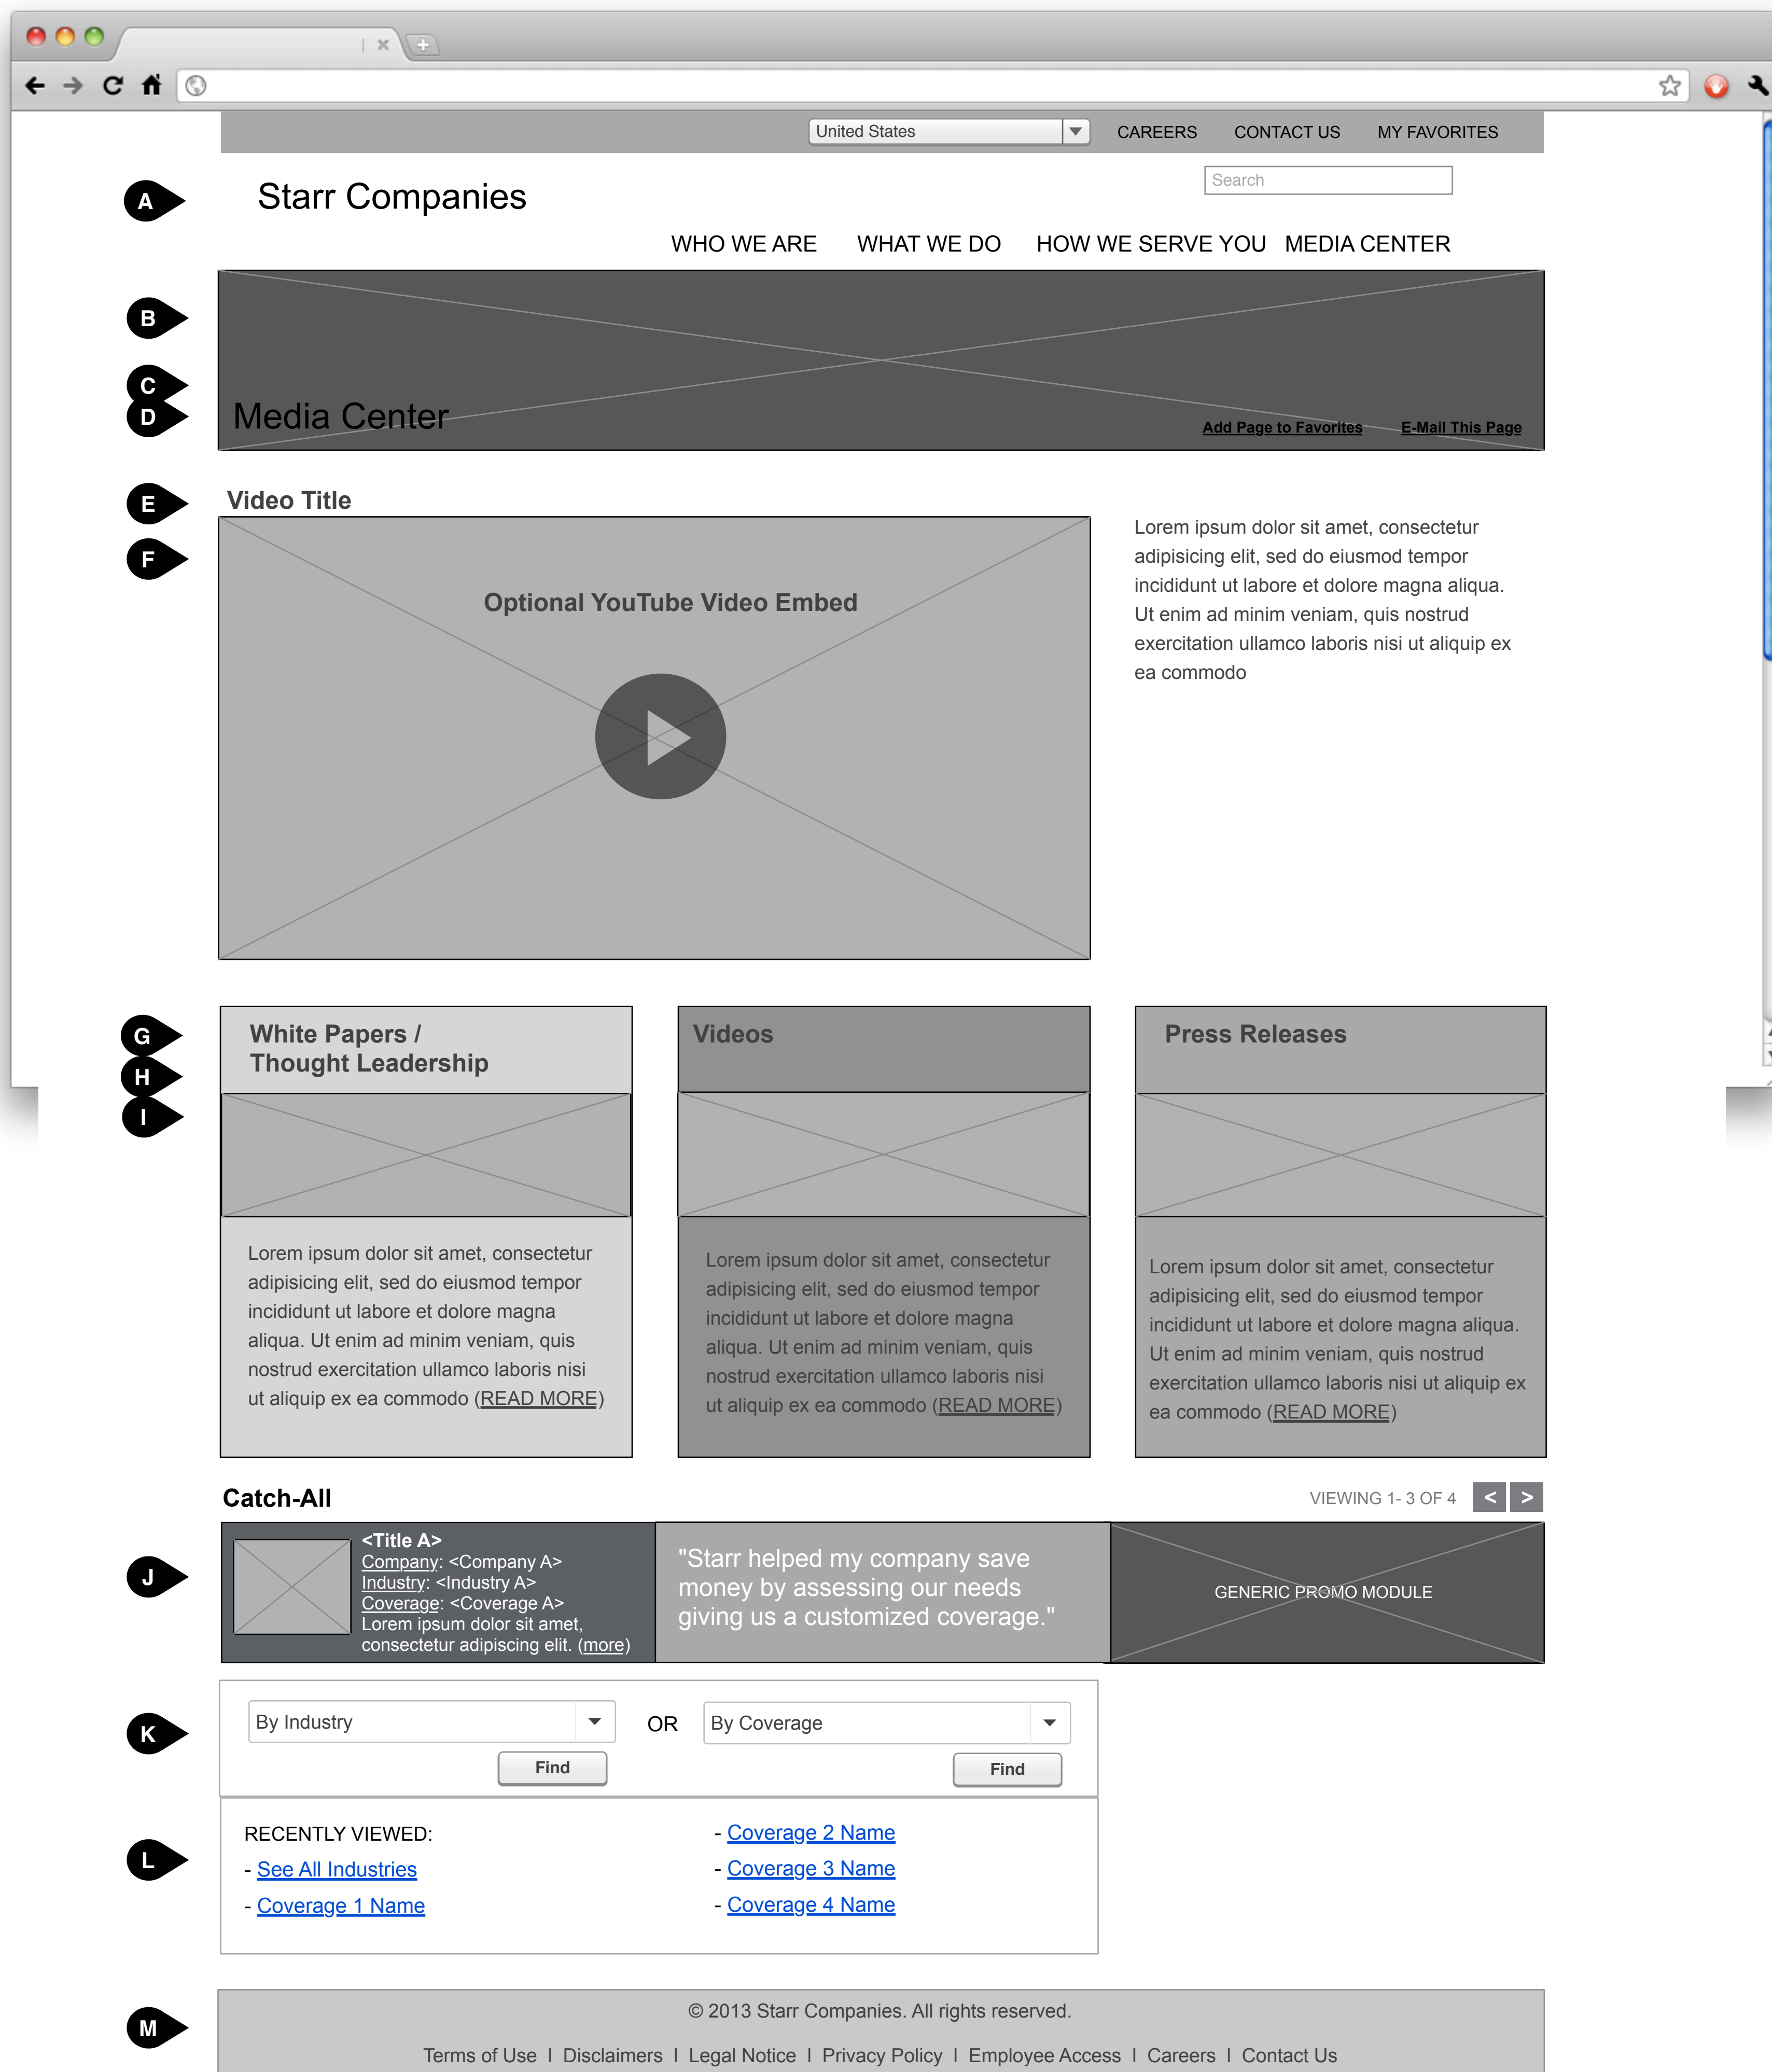 United States
CAREERS
CONTACT US
MY FAVORITES
A
Starr Companies
Search
WHO WE ARE
WHAT WE DO
HOW WE SERVE YOU
MEDIA CENTER
B
C
D
Media Center
Add Page to Favorites
E-Mail This Page
E
Video Title
F
Optional YouTube Video Embed
Lorem ipsum dolor sit amet, consectetur
adipisicing elit, sed do eiusmod tempor
incididunt ut labore et dolore magna aliqua.
Ut enim ad minim veniam, quis nostrud
exercitation ullamco laboris nisi ut aliquip ex
ea commodo
G
H
I
White Papers /
Thought Leadership
Lorem ipsum dolor sit amet, consectetur
adipisicing elit, sed do eiusmod tempor
incididunt ut labore et dolore magna
aliqua. Ut enim ad minim veniam, quis
nostrud exercitation ullamco laboris nisi
ut aliquip ex ea commodo (READ MORE)
Videos
Lorem ipsum dolor sit amet, consectetur
adipisicing elit, sed do eiusmod tempor
incididunt ut labore et dolore magna
aliqua. Ut enim ad minim veniam, quis
nostrud exercitation ullamco laboris nisi
ut aliquip ex ea commodo (READ MORE)
Press Releases
Lorem ipsum dolor sit amet, consectetur
adipisicing elit, sed do eiusmod tempor
incididunt ut labore et dolore magna aliqua.
Ut enim ad minim veniam, quis nostrud
exercitation ullamco laboris nisi ut aliquip ex
ea commodo (READ MORE)
Catch-All
VIEWING 1- 3 OF 4
< >
J
<Title A>
Company: <Company A>
Industry: <Industry A>
Coverage: <Coverage A>
Lorem ipsum dolor sit amet,
consectetur adipiscing elit. (more)
"Starr helped my company save
money by assessing our needs
giving us a customized coverage."
GENERIC PROMO MODULE
K
By Industry
Find
OR
By Coverage
Find
L
RECENTLY VIEWED:
- See All Industries
- Coverage 1 Name
- Coverage 2 Name
- Coverage 3 Name
- Coverage 4 Name
M
© 2013 Starr Companies. All rights reserved.
Terms of Use I Disclaimers I Legal Notice I Privacy Policy I Employee Access I Careers I Contact Us